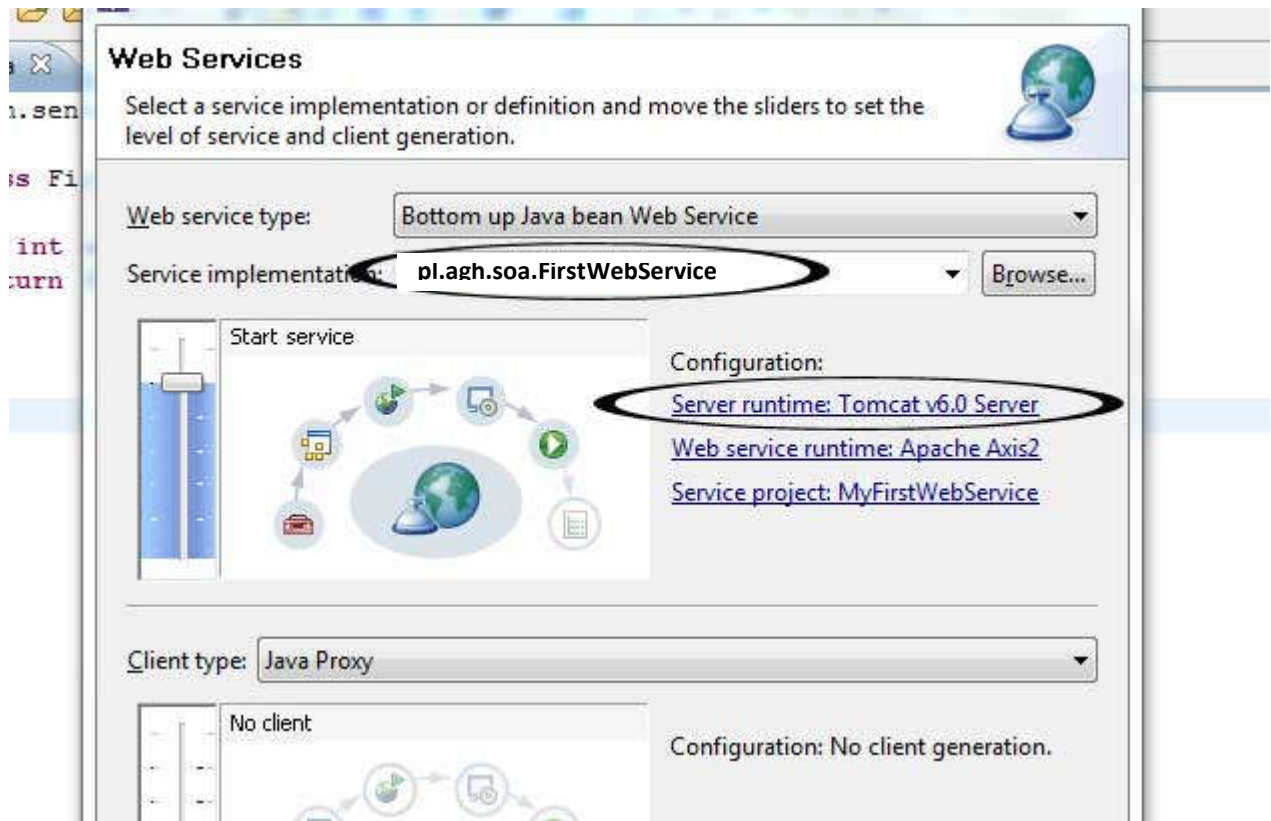 Web Services
Select a service implementation or definition and move the sliders to set the
level of service and client generation.
Web service type: Bottom up Java bean Web Service
Service implementation: pl.agh.soa.FirstWebService Browse...
Start service
Configuration:
Server runtime: Tomcat v6.0 Server
Web service runtime: Apache Axis2
Service project: MyFirstWebService
Client type: Java Proxy
No client
Configuration: No client generation.
int